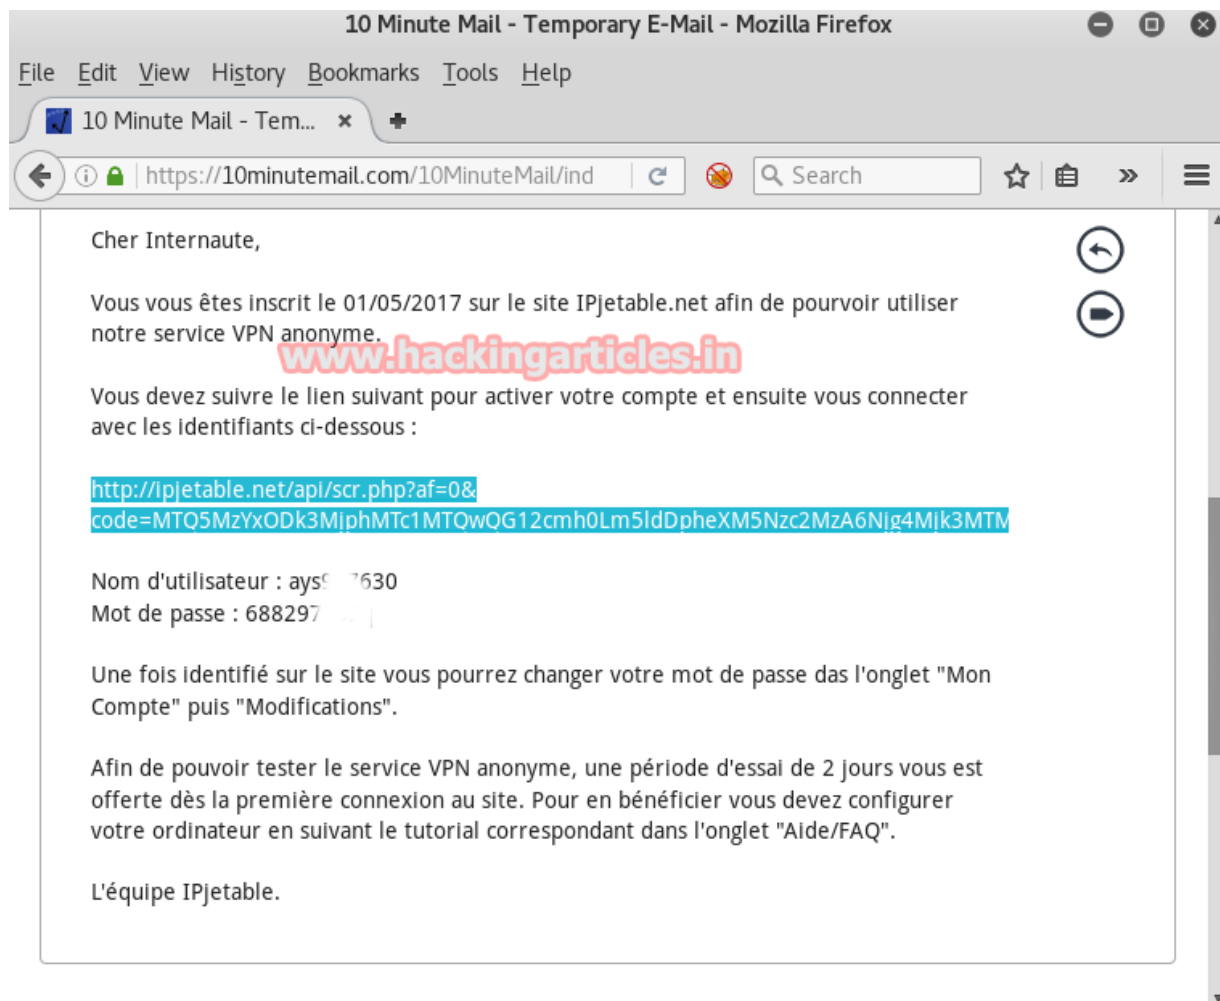 10 Minute Mail - Temporary E-Mail - Mozilla Firefox
File Edit View History Bookmarks Tools Help
10 Minute Mail - Tem...
https://10minutemail.com/10MinuteMail/ind
Search
Cher Internaute,
Vous vous êtes inscrit le 01/05/2017 sur le site IPjetable.net afin de pourvoir utiliser
notre service VPN anonyme.
www.hackingarticles.in
Vous devez suivre le lien suivant pour activer votre compte et ensuite vous connecter
avec les identifiants ci-dessous :
http://ipjetable.net/api/scr.php?af=0&
code=MTQ5MzYxODk3MjphMTc1MTQwQG12cmh0Lm5ldDpheXM5Nzc2MzA6Njg4Mjk3MTM
Nom d'utilisateur :
Mot de passe :
Une fois identifié sur le site vous pourrez changer votre mot de passe das l'onglet "Mon
Compte" puis "Modifications".
Afin de pouvoir tester le service VPN anonyme, une période d'essai de 2 jours vous est
offerte dès la première connexion au site. Pour en bénéficier vous devez configurer
votre ordinateur en suivant le tutorial correspondant dans l'onglet "Aide/FAQ".
L'équipe IPjetable.